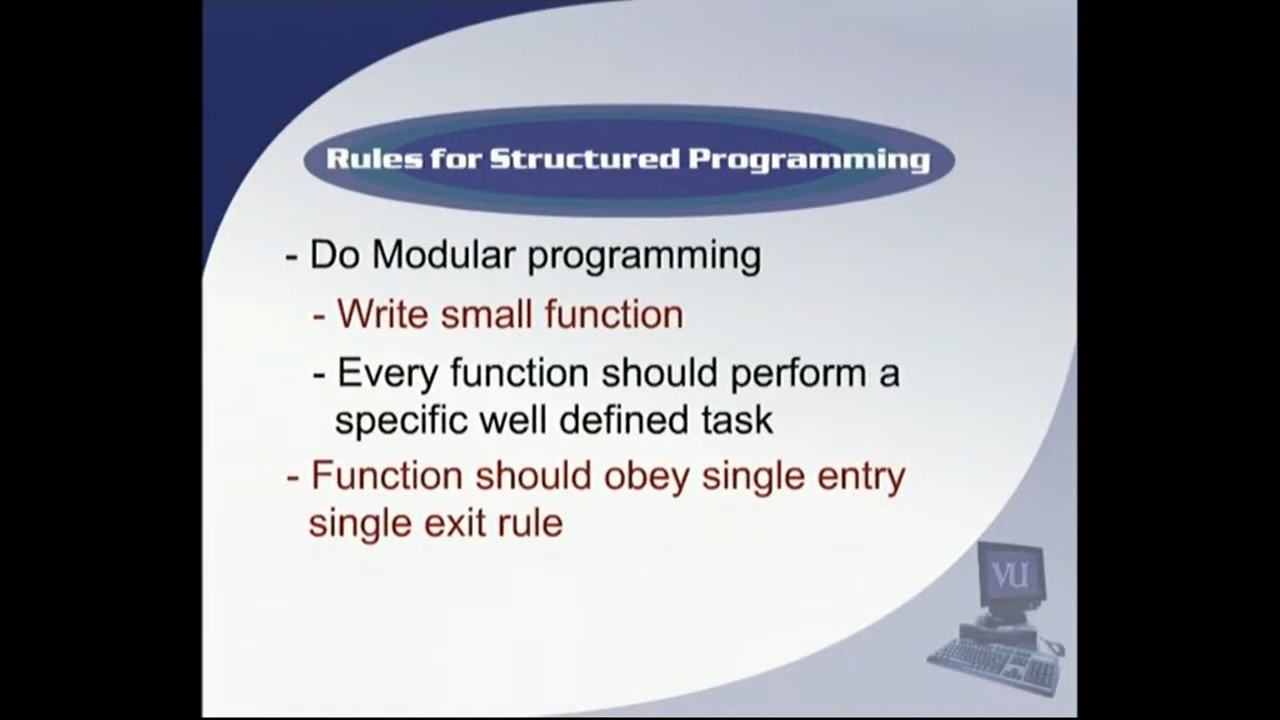 Rules for Structured Programming
- Do Modular programming
- Write small function
- Every function should perform a
specific well defined task
- Function should obey single entry
single exit rule
VU